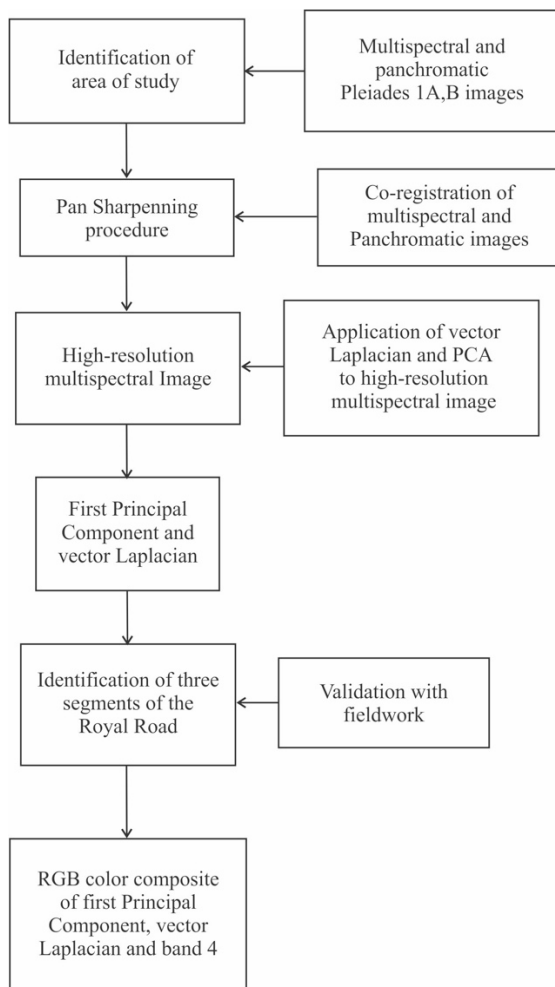 Identification of
area of study
Multispectral and
panchromatic
Pleiades 1A,B images
Pan Sharpenning
procedure
Co-registration of
multispectral and
Panchromatic images
High-resolution
multispectral Image
Application of vector
Laplacian and PCA
to high-resolution
multispectral image
First Principal
Component and
vector Laplacian
Identification of three
segments of the
Royal Road
Validation with
fieldwork
RGB color composite
of first Principal
Component, vector
Laplacian and band 4